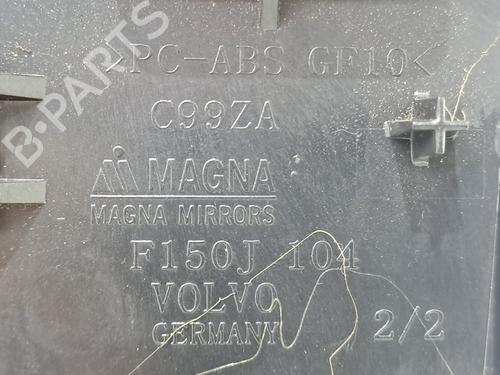 >PC-ABS GF10<
C99ZA
MAGNA
MAGNA MIRRORS
F150J 104
VOLVO
GERMANY
2/2
B-PARTS